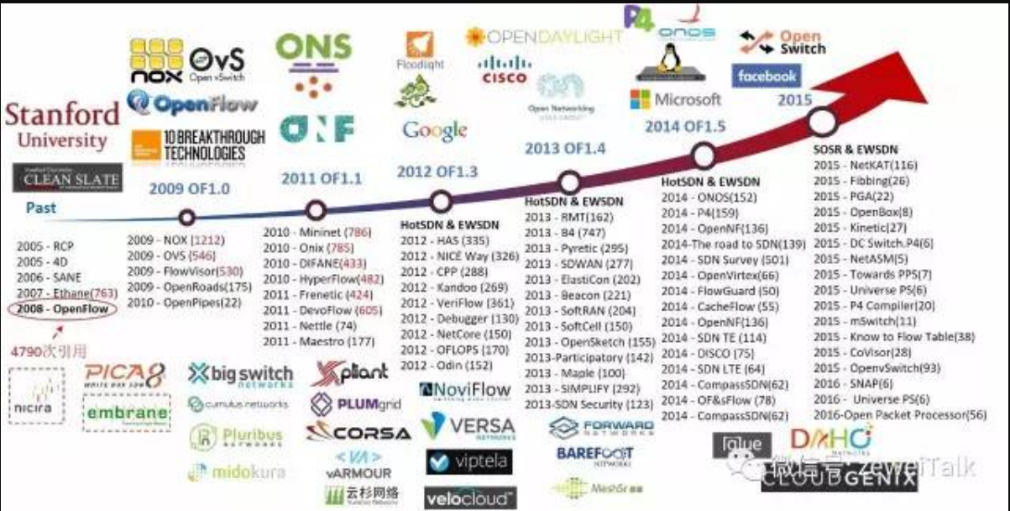 Stanford
University
CLEAN SLATE
Past
2005 - RCP
2005 - 4D
2006 - SANE
2007 - Ethane(763)
2008 - OpenFlow
4790次引用
nicira
nox
OvS
Open vSwitch
OpenFlow
10 BREAKTHROUGH
TECHNOLOGIES
2009 OF1.0
2009 - NOX (1212)
2009 - OVS (546)
2009 - FlowVisor(530)
2009 - OpenRoads(175)
2010 - OpenPipes(22)
PICA8
embrane
ONS
ONF
2011 OF1.1
2010 - Mininet (786)
2010 - Onix (785)
2010 - DIFANE(433)
2010 - HyperFlow(482)
2011 - Frenetic (424)
2011 - DevoFlow (605)
2011 - Nettle (74)
2011 - Maestro (177)
big switch
networks
cumulus networks
Pluribus
NETWORKS
midokura
Xpliant
PLUMgrid
CORSA
<VA>
vARMOUR
云杉网络
Floodlight
Google
2012 OF1.3
HotSDN & EWSDN
2012 - HAS (335)
2012 - NICE Way (326)
2012 - CPP (288)
2012 - Kandoo (269)
2012 - VeriFlow (361)
2012 - Debugger (130)
2012 - NetCore (150)
2012 - OFLOPS (170)
2012 - Odin (152)
NoviFlow
VERSA
NETWORKS
viptela
velocloud
OPENDAYLIGHT
CISCO
Open Networking
2013 OF1.4
HotSDN & EWSDN
2013 - RMT(162)
2013 - B4 (747)
2013 - Pyretic (295)
2013 - SDWAN (277)
2013 - ElastiCon (202)
2013 - Beacon (221)
2013 - SoftRAN (204)
2013 - SoftCell (150)
2013 - OpenSketch (155)
2013-Participatory (142)
2013 - Maple (100)
2013 - SIMPLIFY (292)
2013-SDN Security (123)
FORWARD
NETWORKS
BAREFOOT
NETWORKS
MeshSr
P4
onos
Microsoft
2014 OF1.5
HotSDN & EWSDN
2014 - ONOS(152)
2014 - P4(159)
2014 - OpenNF(136)
2014-The road to SDN(139)
2014 - SDN Survey (501)
2014 - OpenVirtex(66)
2014 - FlowGuard (50)
2014 - CacheFlow (55)
2014 - OpenNF(136)
2014 - SDN TE (114)
2014 - DISCO (75)
2014 - SDN LTE (64)
2014 - CompassSDN(62)
2014 - OF&sFlow (78)
2014 - CompassSDN(62)
Open
Switch
facebook
2015
SOSR & EWSDN
2015 - NetKAT(116)
2015 - Fibbing(26)
2015 - PGA(22)
2015 - OpenBox(8)
2015 - Kinetic(27)
2015 - DC Switch.P4(6)
2015 - NetASM(5)
2015 - Towards PPS(7)
2015 - Universe PS(6)
2015 - P4 Compiler(20)
2015 - mSwitch(11)
2015 - Know to Flow Table(38)
2015 - CoVisor(28)
2015 - OpenvSwitch(93)
2016 - SNAP(6)
2016 - Universe PS(6)
2016-Open Packet Processor(56)
CLOUDGENIX
微信号: zeweiTalk